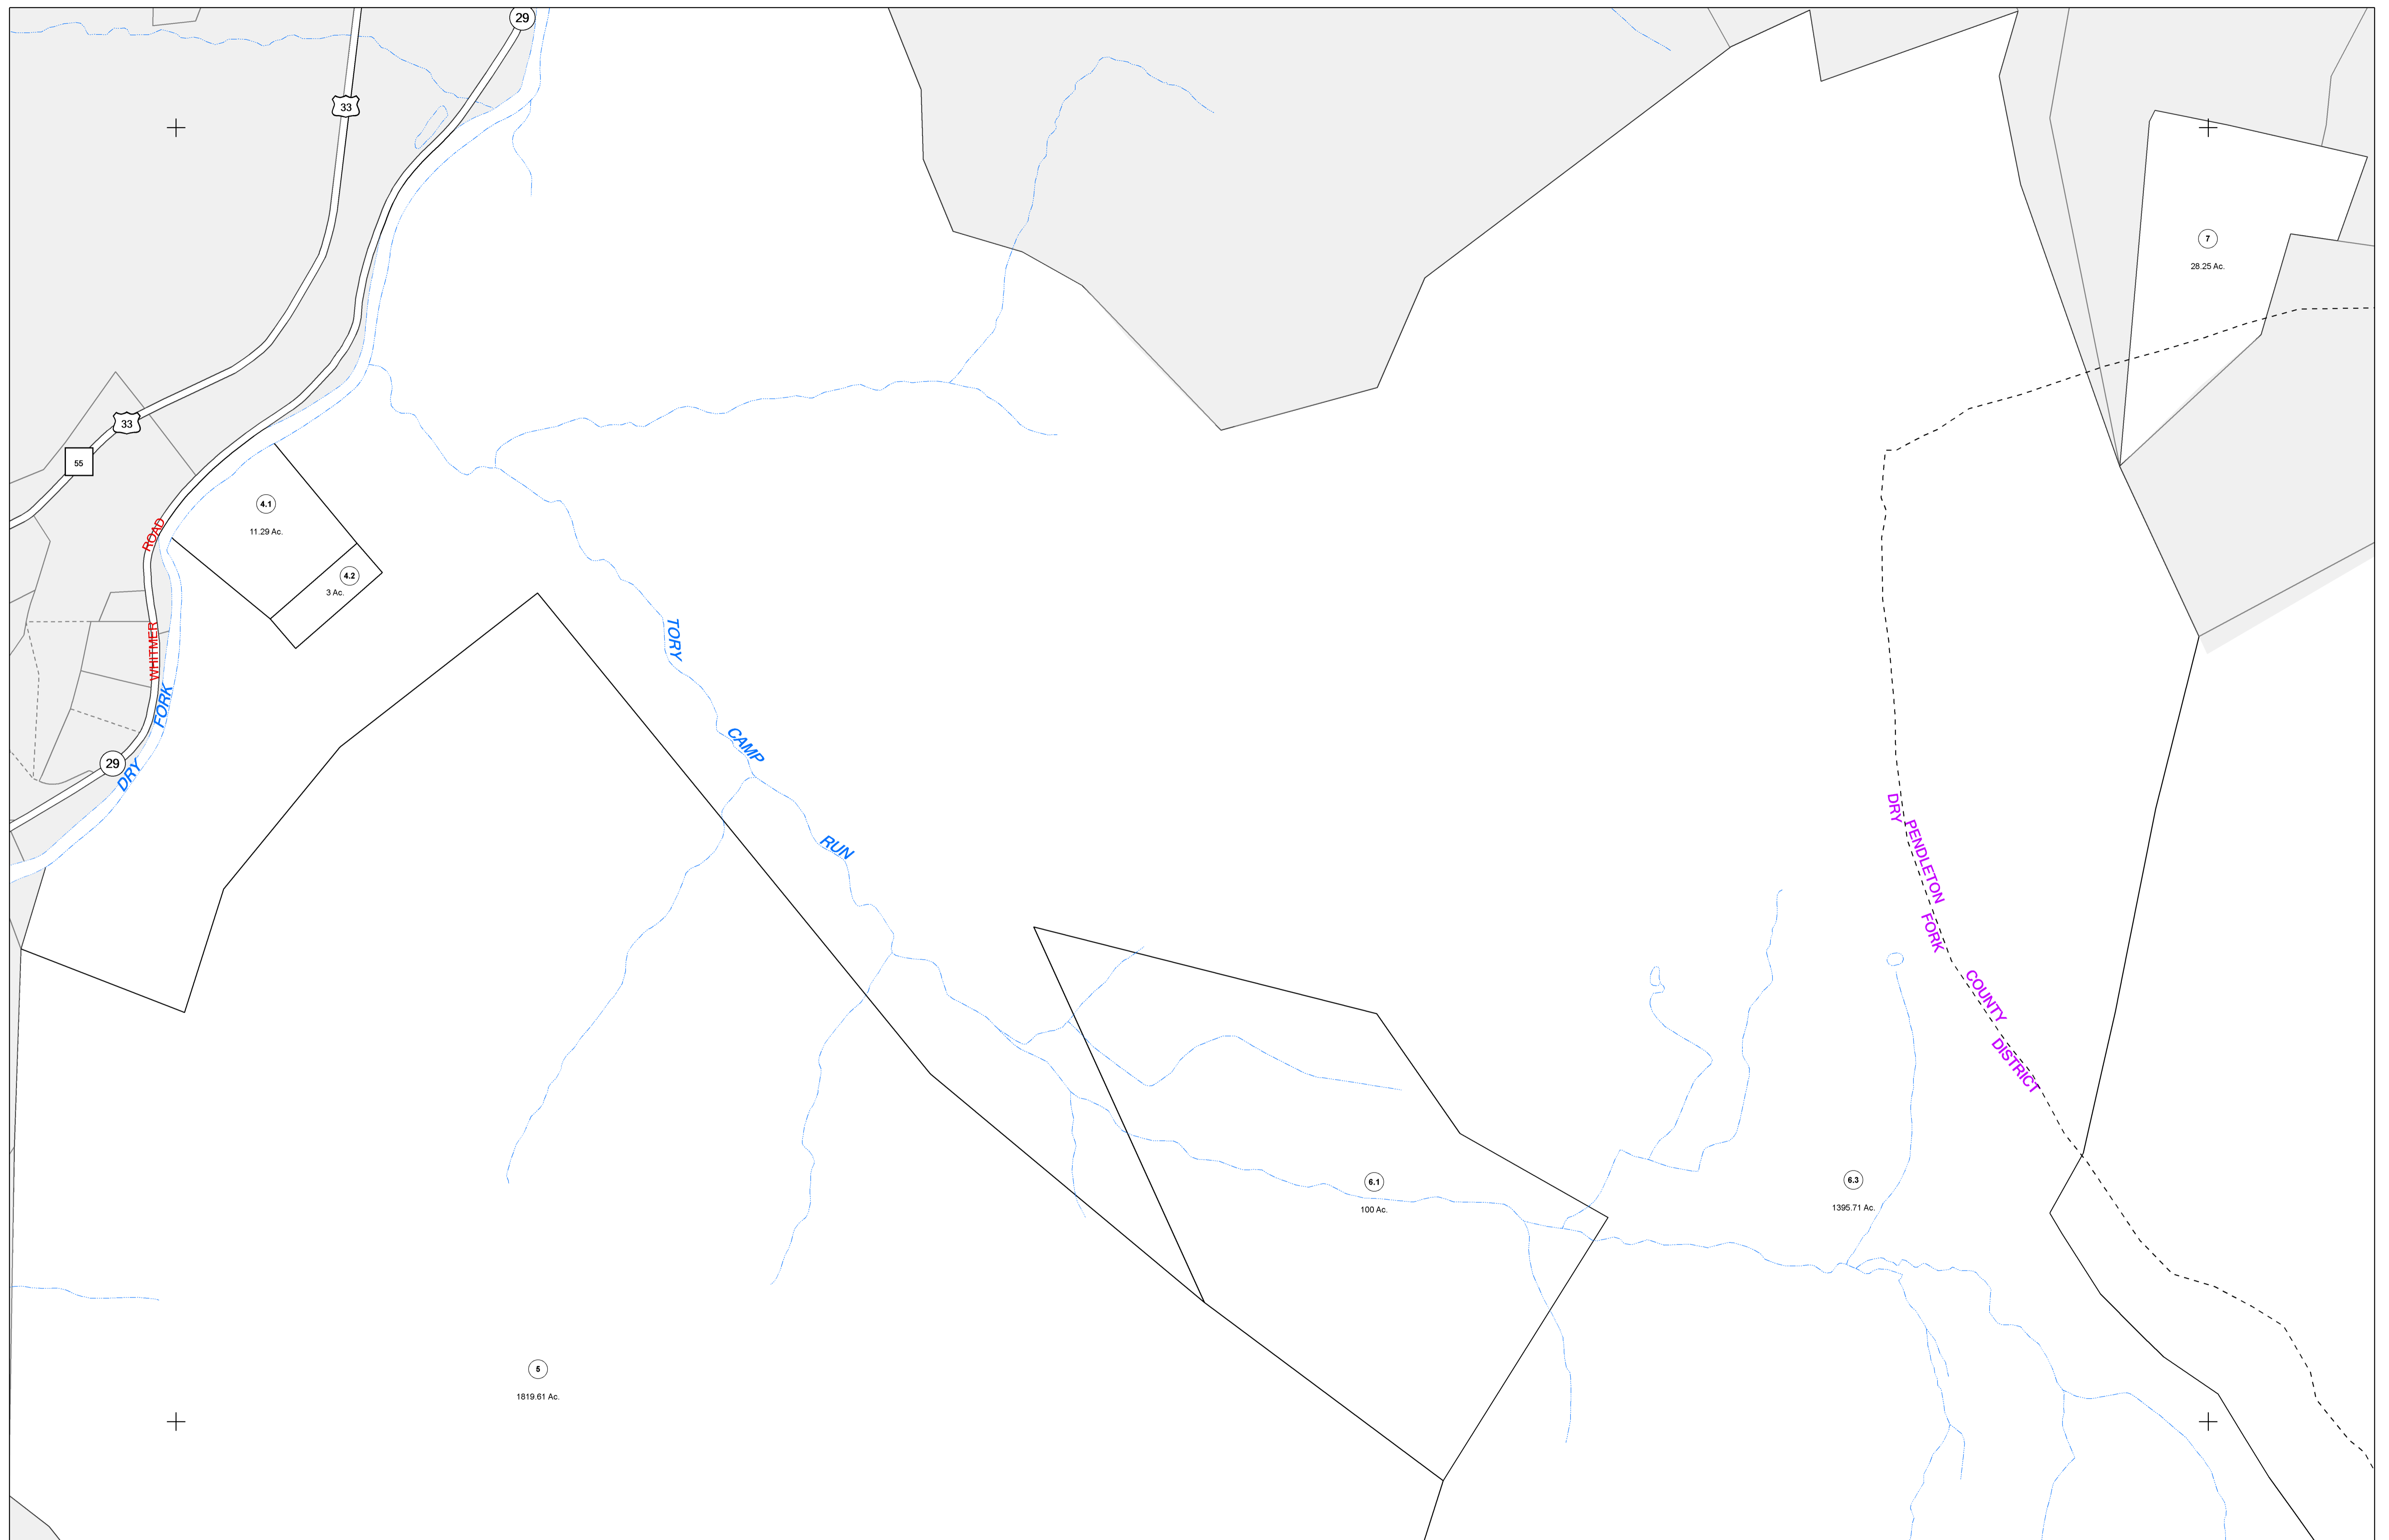 29
33
7
28.25 Ac.
33
55
4.1
11.29 Ac.
ROAD
4.2
3 Ac.
WHITMER
TORY
DRY FORK
CAMP
29
RUN
DRY FORK DISTRICT
PENDLETON COUNTY
6.1
100 Ac.
6.3
1395.71 Ac.
5
1819.61 Ac.